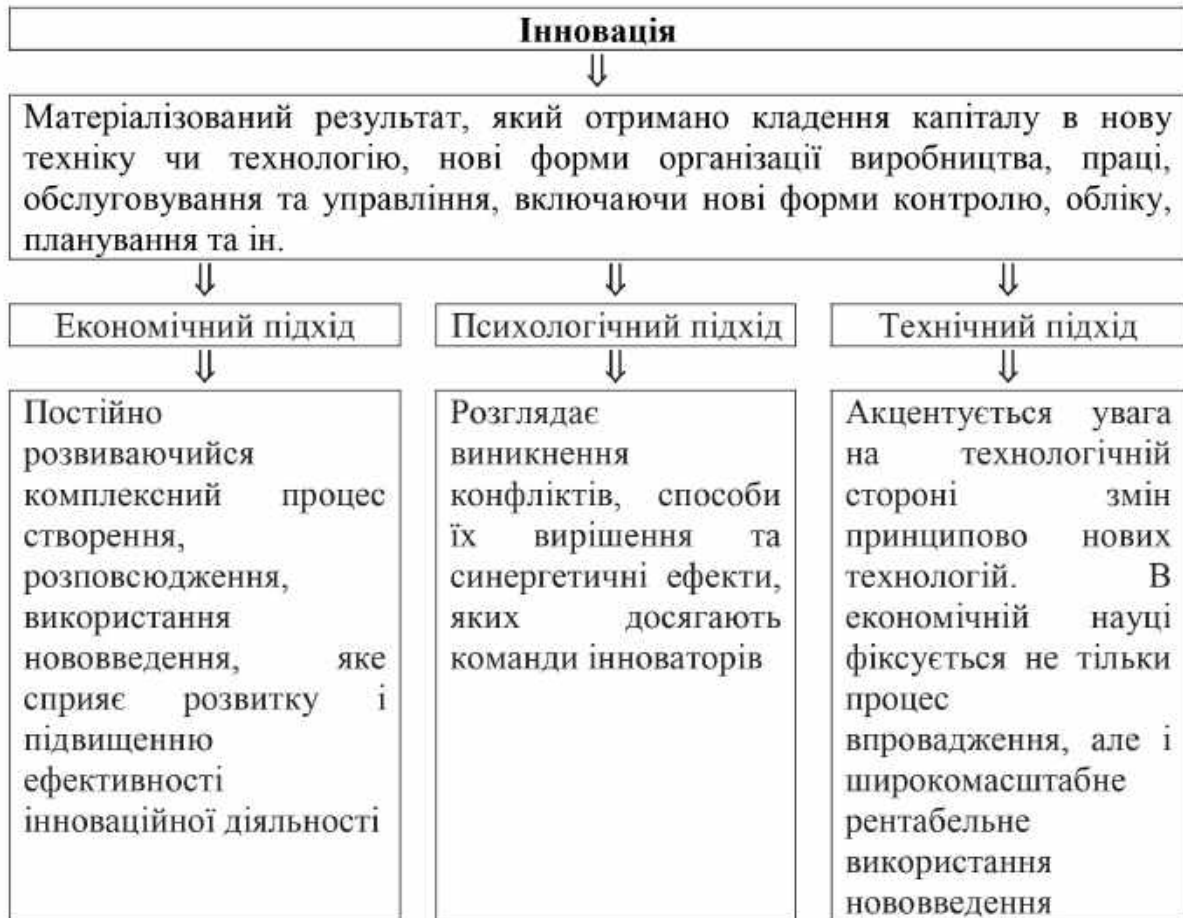 Інновація
⇓
Матеріалізований результат, який отримано кладення капіталу в нову
техніку чи технологію, нові форми організації виробництва, праці,
обслуговування та управління, включаючи нові форми контролю, обліку,
планування та ін.
⇓ ⇓ ⇓
Економічний підхід
⇓
Постійно
розвиваючийся
комплексний процес
створення,
розповсюдження,
використання
нововведення, яке
сприяє розвитку і
підвищенню
ефективності
інноваційної діяльності
Психологічний підхід
⇓
Розглядає
виникнення
конфліктів, способи
їх вирішення та
синергетичні ефекти,
яких досягають
команди інноваторів
Технічний підхід
⇓
Акцентується увага
на технологічній
стороні змін
принципово нових
технологій. В
економічній науці
фіксується не тільки
процес
впровадження, але і
широкомасштабне
рентабельне
використання
нововведення